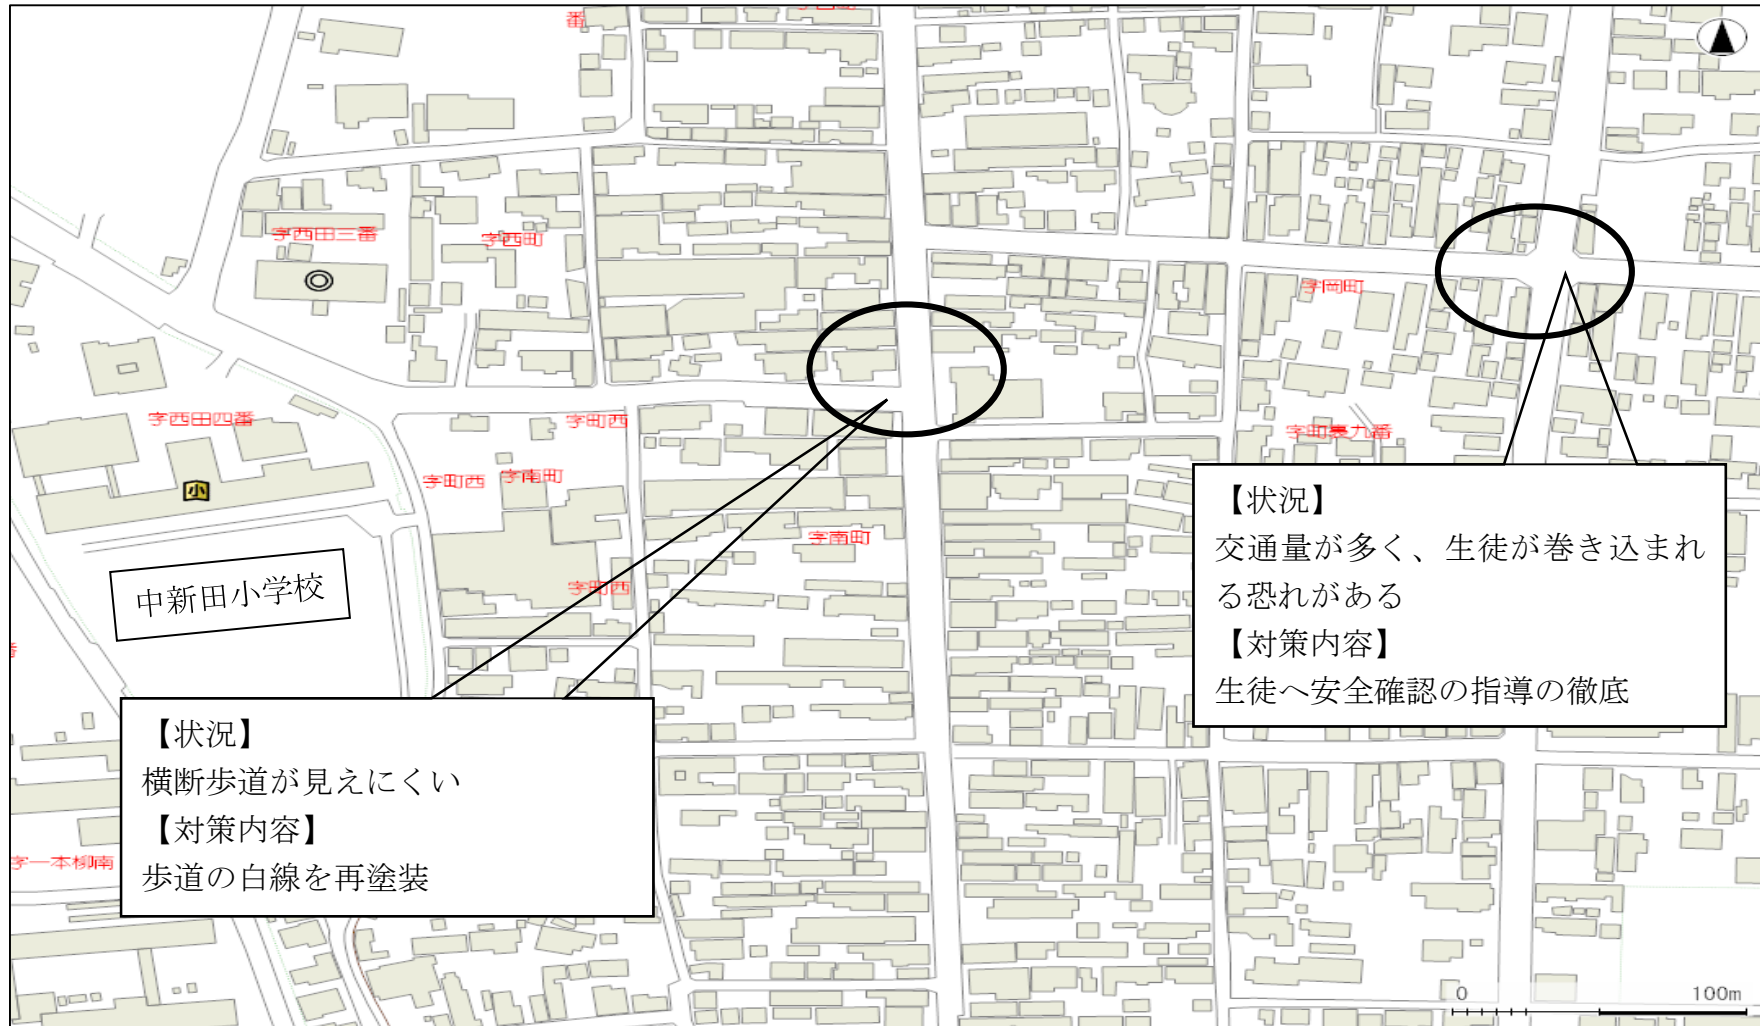 番
字西田三番
字西町
字岡町
字西田四番
字町西
字町裏九番
字町西
字南町
小
字南町
字町西
中新田小学校
【状況】
交通量が多く、生徒が巻き込まれ
る恐れがある
【対策内容】
生徒へ安全確認の指導の徹底
【状況】
横断歩道が見えにくい
【対策内容】
歩道の白線を再塗装
字一本柳南
0
100m